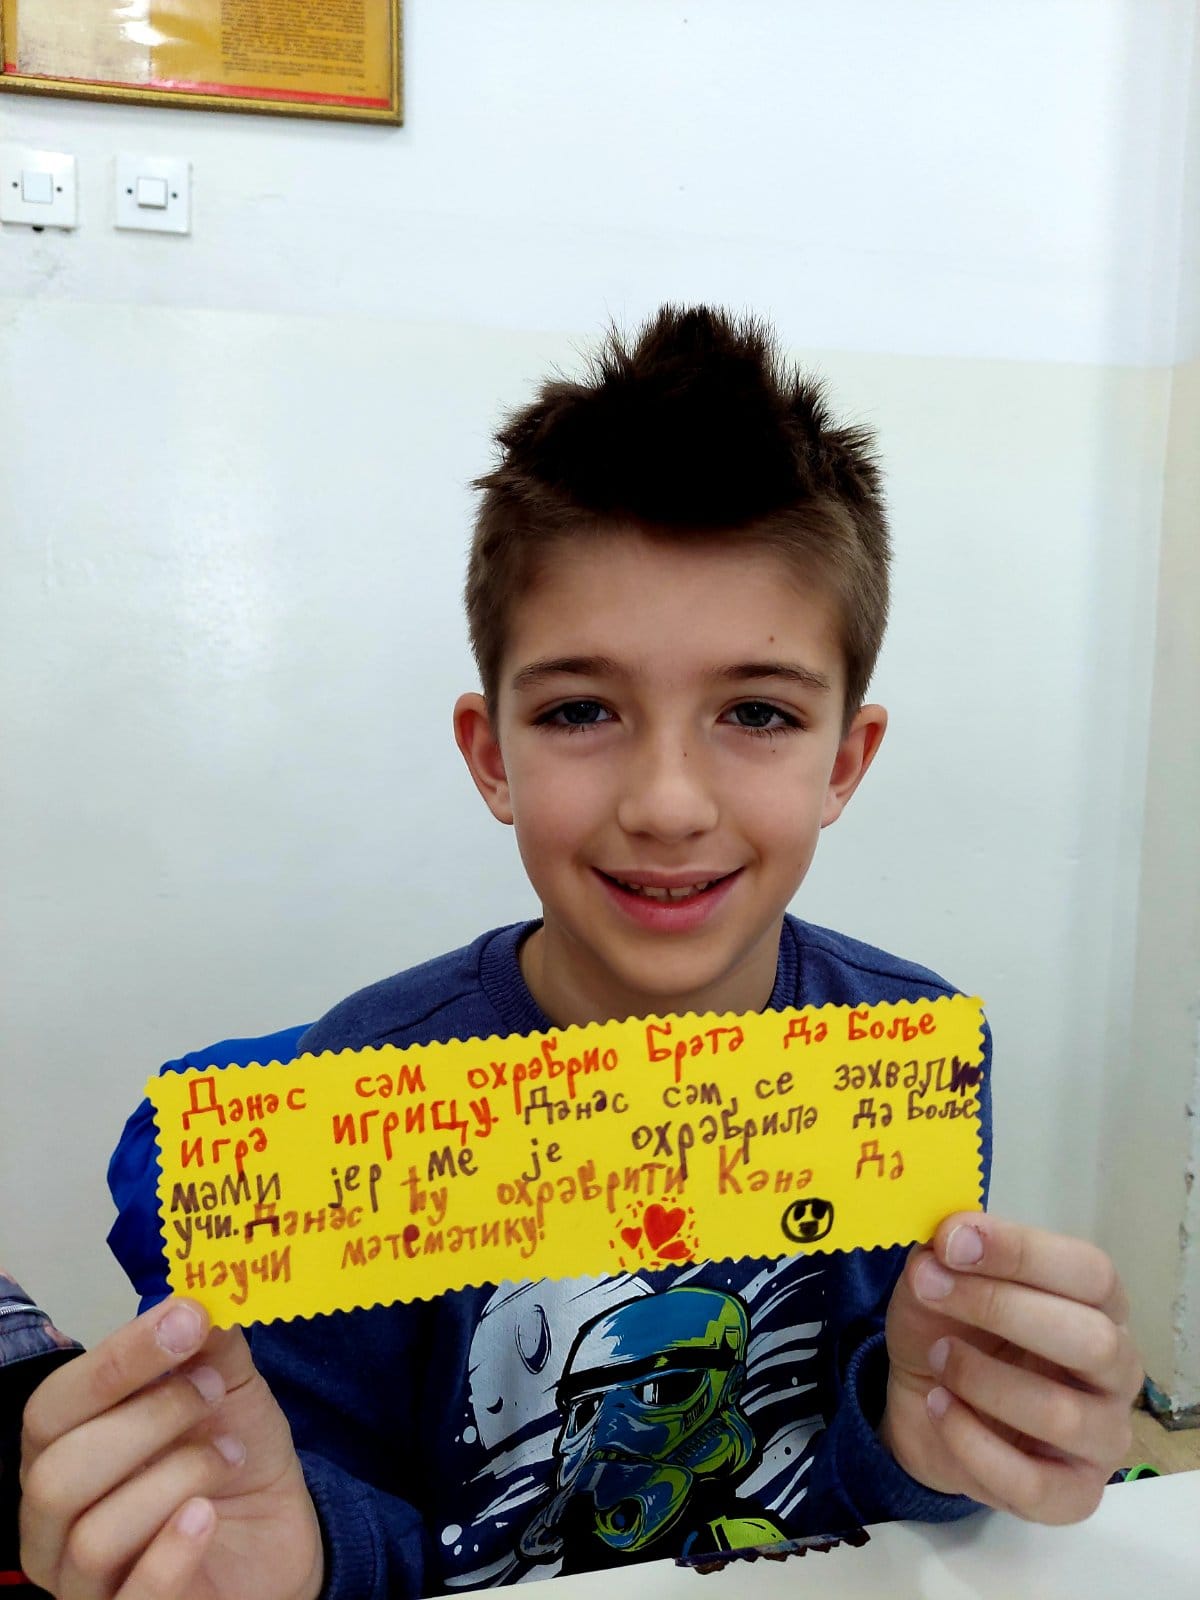 Данас сам охрабрио брата да боље
игра игрицу. Данас сам, се захвалио
мами јер ме је охрабрила да боље
учи. Данас ћу охрабрити Кана да
научи математику!